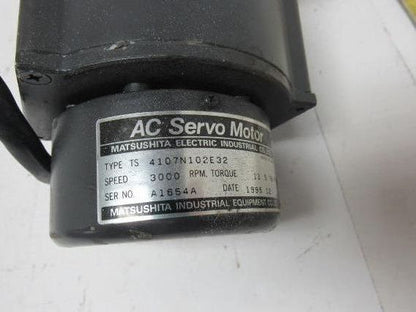 AC Servo Motor
MATSUSHITA ELECTRIC INDUSTRIAL CO.
TYPE TS 4107N102E32
SPEED 3000 RPM, TORQUE
SER NO. A1654A DATE
MATSUSHITA INDUSTRIAL EQUIPMENT CO.